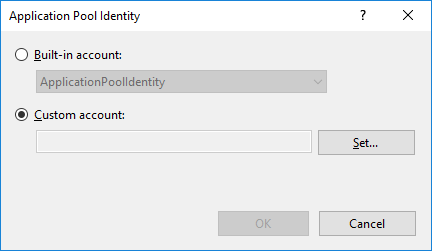 Application Pool Identity
?
Built-in account:
ApplicationPoolIdentity
Custom account:
Set...
OK
Cancel